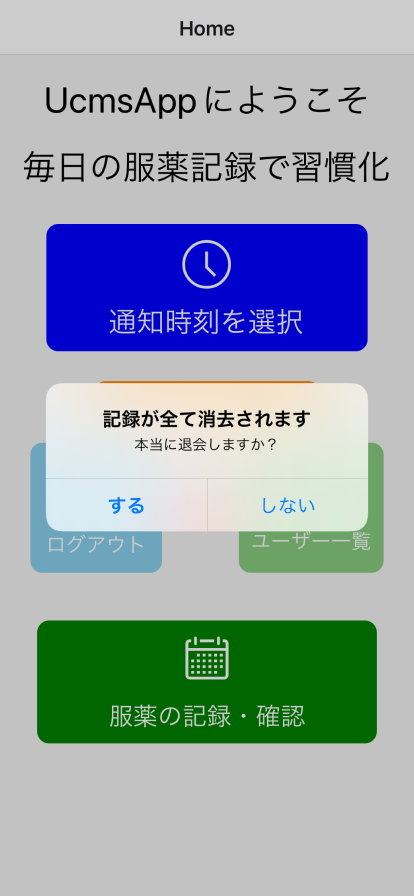 Home
UcmsAppにようこそ
毎日の服薬記録で習慣化
通知時刻を選択
記録が全て消去されます
本当に退会しますか？
する
しない
ログアウト
ユーザー一覧
服薬の記録・確認